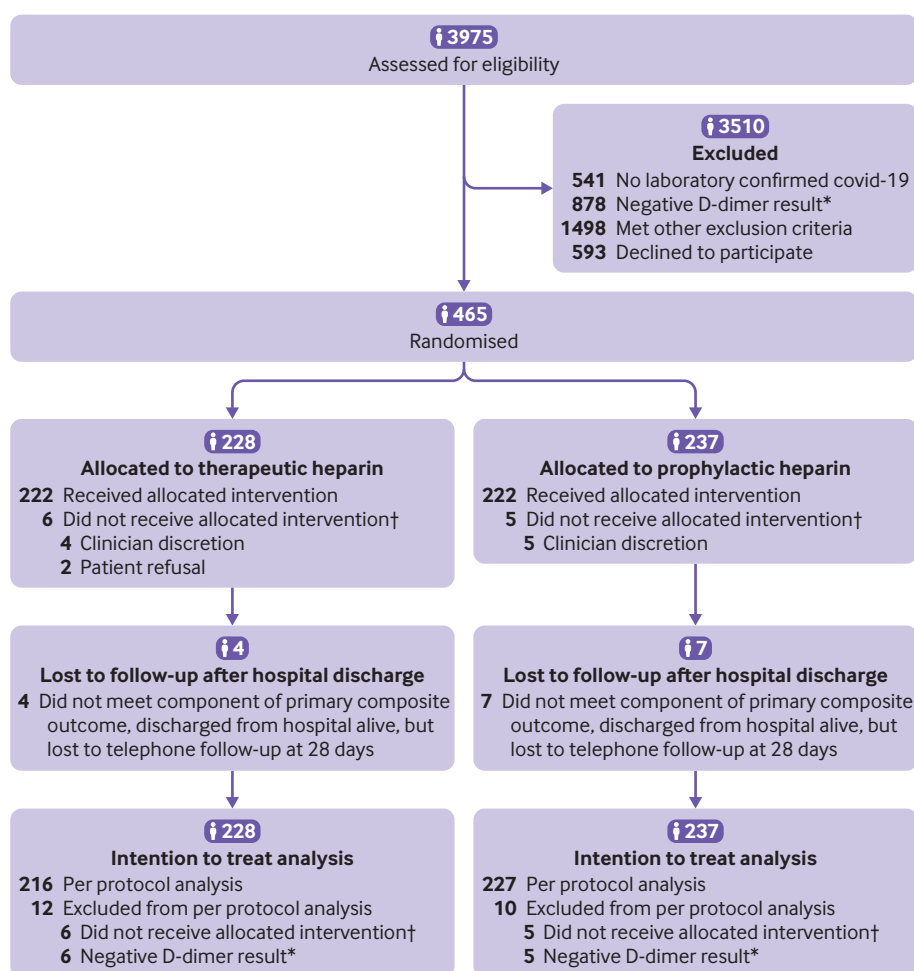 3975
Assessed for eligibility
3510
Excluded
541 No laboratory confirmed covid-19
878 Negative D-dimer result*
1498 Met other exclusion criteria
593 Declined to participate
465
Randomised
228
Allocated to therapeutic heparin
222 Received allocated intervention
6 Did not receive allocated intervention†
4 Clinician discretion
2 Patient refusal
237
Allocated to prophylactic heparin
222 Received allocated intervention
5 Did not receive allocated intervention†
5 Clinician discretion
4
Lost to follow-up after hospital discharge
4 Did not meet component of primary composite
outcome, discharged from hospital alive, but
lost to telephone follow-up at 28 days
7
Lost to follow-up after hospital discharge
7 Did not meet component of primary composite
outcome, discharged from hospital alive, but
lost to telephone follow-up at 28 days
228
Intention to treat analysis
216 Per protocol analysis
12 Excluded from per protocol analysis
6 Did not receive allocated intervention†
6 Negative D-dimer result*
237
Intention to treat analysis
227 Per protocol analysis
10 Excluded from per protocol analysis
5 Did not receive allocated intervention†
5 Negative D-dimer result*